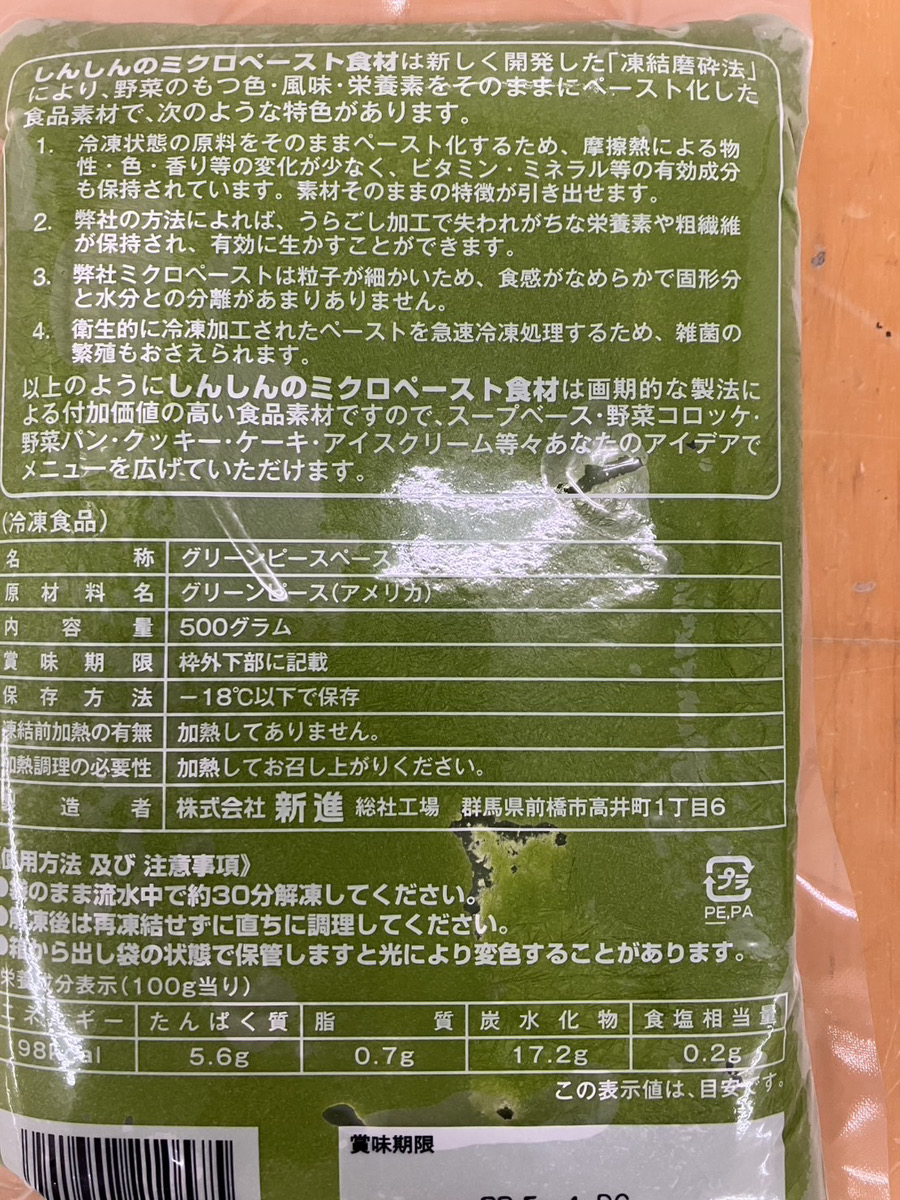 しんしんのミクロペースト食材は新しく開発した「凍結磨砕法」
により、野菜のもつ色・風味・栄養素をそのままにペースト化した
食品素材で、次のような特色があります。
1. 冷凍状態の原料をそのままペースト化するため、摩擦熱による物
性・色・香り等の変化が少なく、ビタミン・ミネラル等の有効成分
も保持されています。素材そのままの特徴が引き出せます。
2. 弊社の方法によれば、うらごし加工で失われがちな栄養素や粗繊維
が保持され、有効に生かすことができます。
3. 弊社ミクロペーストは粒子が細かいため、食感がなめらかで固形分
と水分との分離があまりありません。
4. 衛生的に冷凍加工されたペーストを急速冷凍処理するため、雑菌の
繁殖もおさえられます。
以上のようにしんしんのミクロペースト食材は画期的な製法に
よる付加価値の高い食品素材ですので、スープベース・野菜コロッケ・
野菜パン・クッキー・ケーキ・アイスクリーム等々あなたのアイデアで
メニューを広げていただけます。
(冷凍食品)
名称 グリーンピースペース
原材料名 グリーンピース(アメリカ)
内容量 500グラム
賞味期限 枠外下部に記載
保存方法 −18℃以下で保存
凍結前加熱の有無 加熱してありません。
加熱調理の必要性 加熱してお召し上がりください。
造者 株式会社 新進 総社工場 群馬県前橋市高井町1丁目6
使用方法 及び 注意事項》
●袋のまま流水中で約30分解凍してください。
●解凍後は再凍結せずに直ちに調理してください。
●箱から出し袋の状態で保管しますと光により変色することがあります。
プラ
PE,PA
栄養成分表示(100g当り)
エネルギー たんぱく質 脂質 炭水化物 食塩相当量
98kcal 5.6g 0.7g 17.2g 0.2g
この表示値は、目安です。
賞味期限